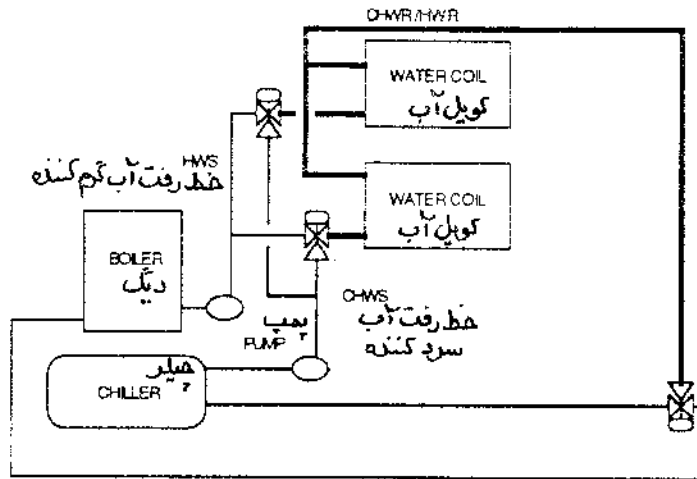 CHWR/HWR
WATER COIL
کویل آب
HWS
خط رفت آب گرم کننده
WATER COIL
کویل آب
BOILER
دیگ
CHWS
خط رفت آب
سرد کننده
پمپ
PUMP
چیلر
CHILLER